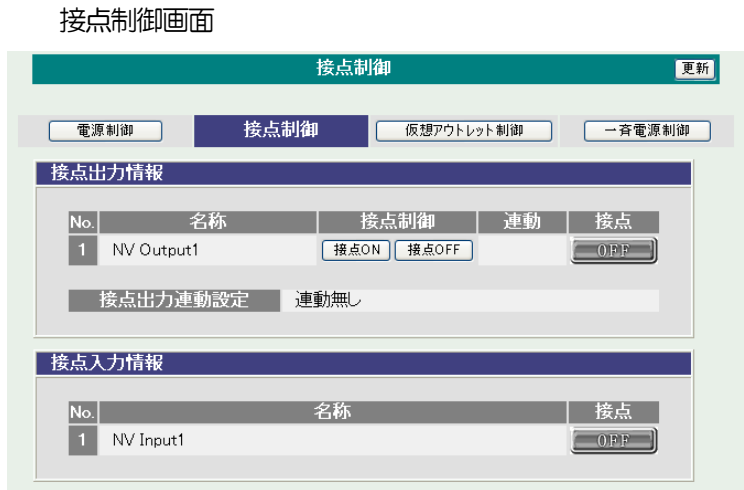 接点制御画面
接点制御 更新
電源制御 接点制御 仮想アウトレット制御 一斉電源制御
接点出力情報
No. 名称 接点制御 連動 接点
1 NV Output1 接点ON 接点OFF OFF
接点出力連動設定 連動無し
接点入力情報
No. 名称 接点
1 NV Input1 OFF